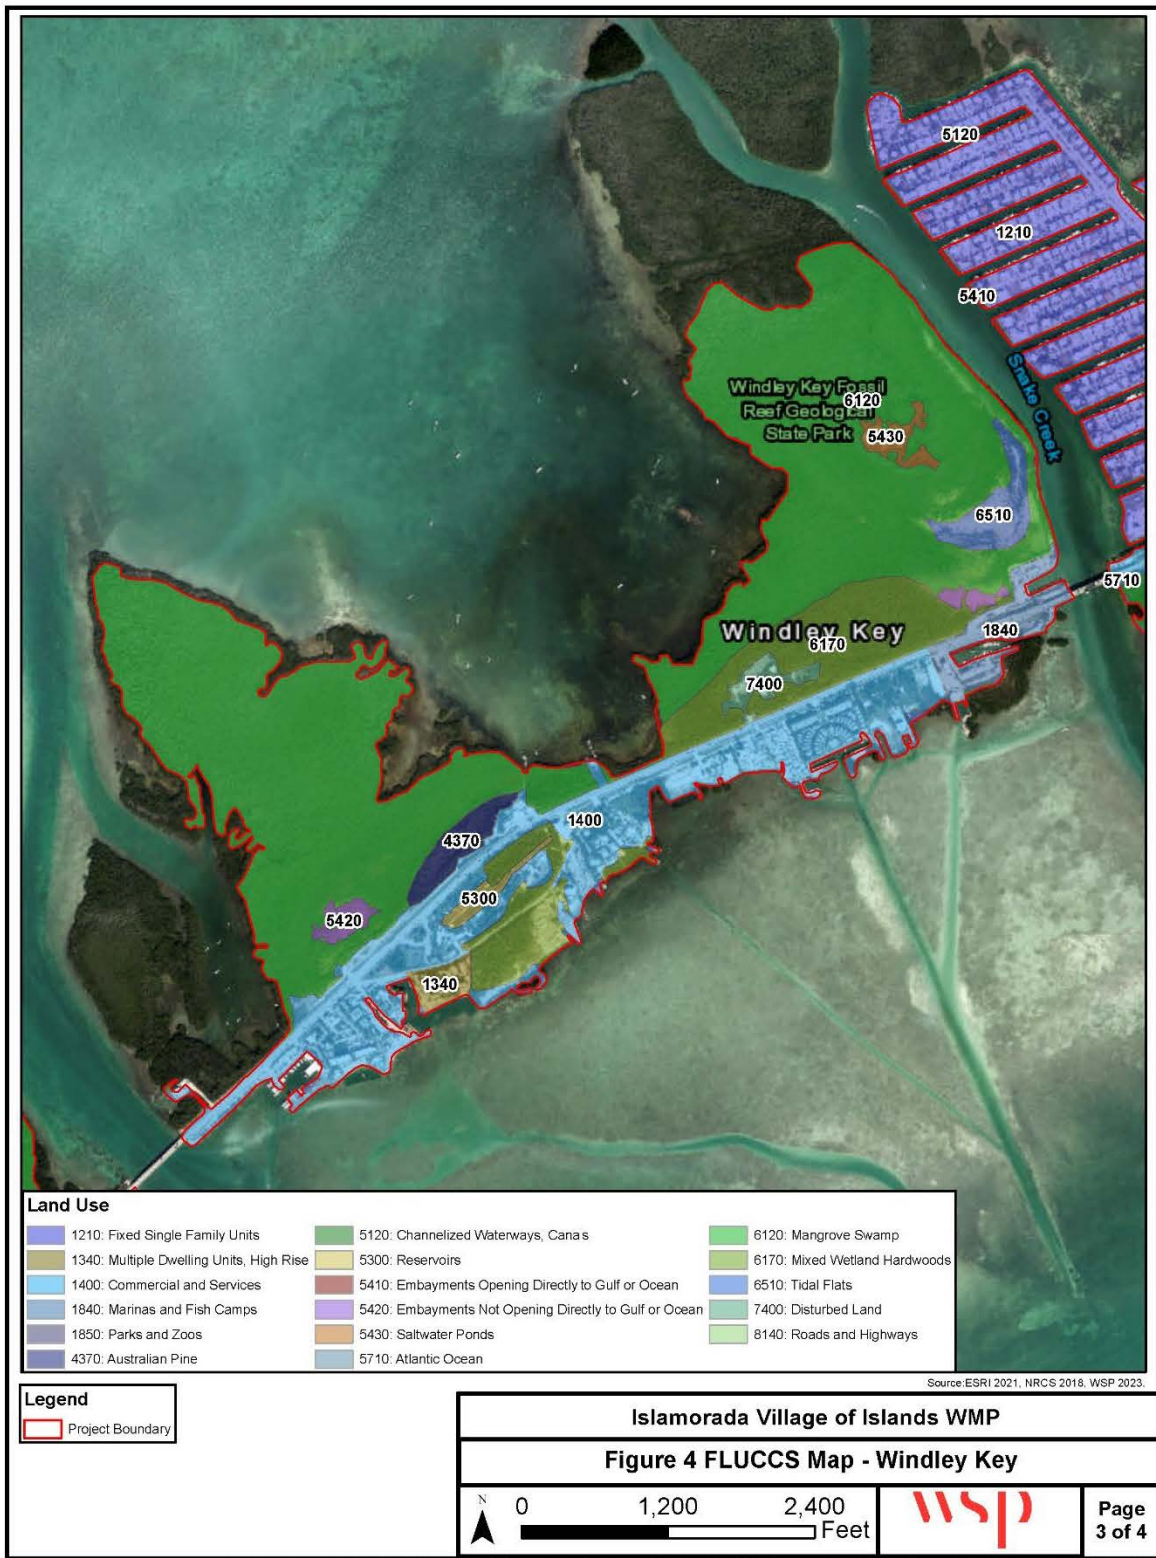 5120
1210
5410
Snake Creek
Windley Key Fossil
6120
Reef Geological
State Park
5430
6510
5710
Windley Key
1840
6170
7400
1400
4370
5300
5420
1340
Land Use
1210: Fixed Single Family Units
1340: Multiple Dwelling Units, High Rise
1400: Commercial and Services
1840: Marinas and Fish Camps
1850: Parks and Zoos
4370: Australian Pine
5120: Channelized Waterways, Canas
5300: Reservoirs
5410: Embayments Opening Directly to Gulf or Ocean
5420: Embayments Not Opening Directly to Gulf or Ocean
5430: Saltwater Ponds
5710: Atlantic Ocean
6120: Mangrove Swamp
6170: Mixed Wetland Hardwoods
6510: Tidal Flats
7400: Disturbed Land
8140: Roads and Highways
Source:ESRI 2021, NRCS 2018, WSP 2023.
Legend
Project Boundary
Islamorada Village of Islands WMP
Figure 4 FLUCCS Map - Windley Key
N
0 1,200 2,400
Feet
wsp
Page
3 of 4